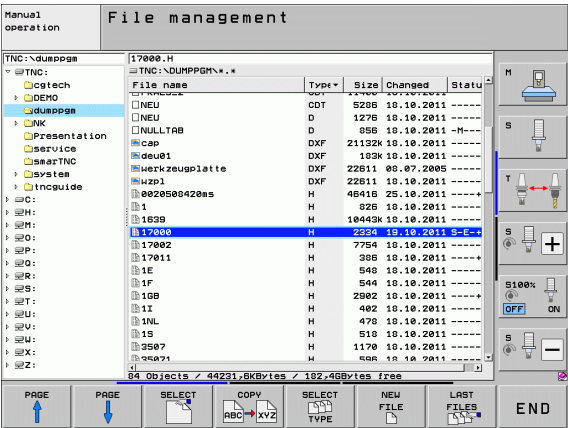 Manual
operation
File management
TNC:\dumppgm
17000.H
TNC:
cgtech
DEMO
dumppgm
NK
Presentation
service
smarTNC
system
tncguide
C:
H:
M:
O:
P:
Q:
R:
S:
T:
U:
V:
W:
X:
Z:
TNC:\DUMPPGM\*.*
File name Type Size Changed Statu
NEU CDT 5286 18.10.2011 -----
NEU D 1276 18.10.2011 -----
NULLTAB D 856 18.10.2011 -M---
cap DXF 21132K 18.10.2011 -----
deu01 DXF 183K 18.10.2011 -----
Werkzeugplatte DXF 22611 08.07.2005 -----
wzpl DXF 22611 18.10.2011 -----
0020508420ms H 46416 25.10.2011 ----+
1 H 826 18.10.2011 -----
1639 H 10443K 18.10.2011 -----
17000 H 2334 19.10.2011 S-E-+
17002 H 7754 18.10.2011 -----
17011 H 386 18.10.2011 ----+
1E H 548 18.10.2011 -----
1F H 544 18.10.2011 -----
1GB H 2902 18.10.2011 ----+
1I H 402 18.10.2011 -----
1NL H 478 18.10.2011 -----
1S H 518 18.10.2011 -----
3507 H 1170 18.10.2011 -----
35071 H 596 18.10.2011 -----
84 Objects / 44231,6KBytes / 182,4GBytes free
M
S
T
S
S100%
OFF ON
S
PAGE
PAGE
SELECT
COPY
ABC XYZ
SELECT
TYPE
NEW
FILE
LAST
FILES
END